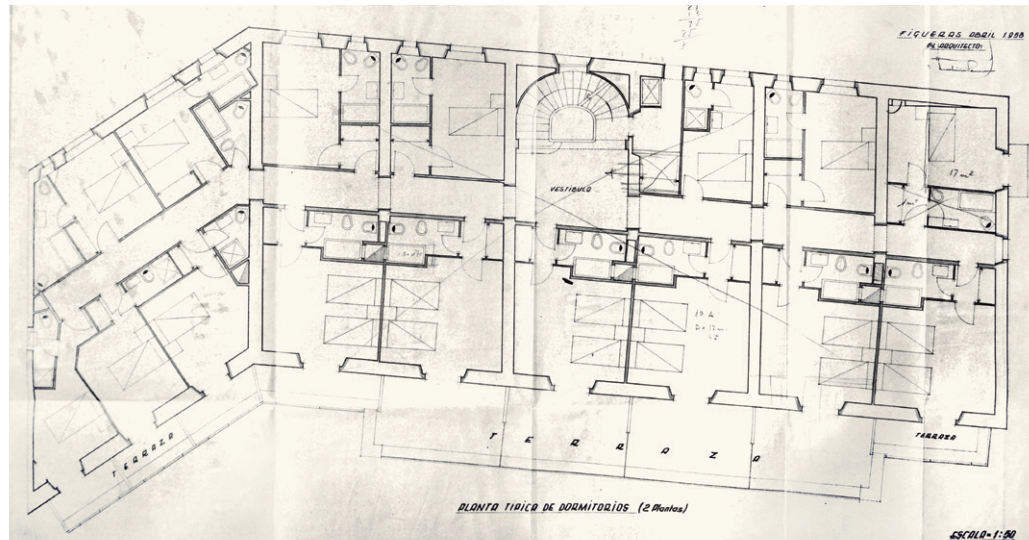 FIGUERAS ABRIL 1958
EL ARQUITECTO:
17 m²
VESTIBULO
TERRAZA
TERRAZA
TERRAZA
PLANTA TIPICA DE DORMITORIOS (2 Plantas)
ESCALA=1:50